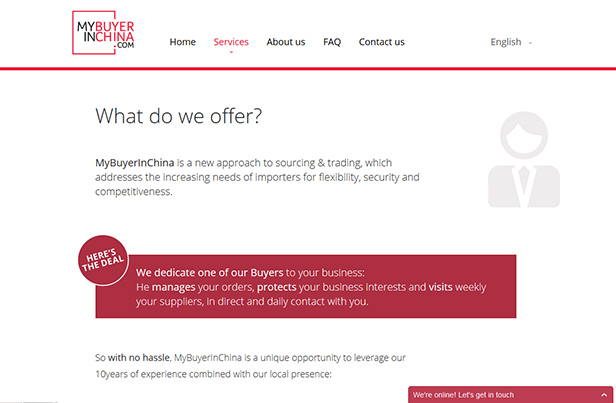 MYBUYER
INCHINA
.COM
Home Services About us FAQ Contact us English
What do we offer?
MyBuyerInChina is a new approach to sourcing & trading, which
addresses the increasing needs of importers for flexibility, security and
competitiveness.
HERE'S
THE DEAL
We dedicate one of our Buyers to your business:
He manages your orders, protects your business interests and visits weekly
your suppliers, in direct and daily contact with you.
So with no hassle, MyBuyerInChina is a unique opportunity to leverage our
10years of experience combined with our local presence:
We're online! Let's get in touch